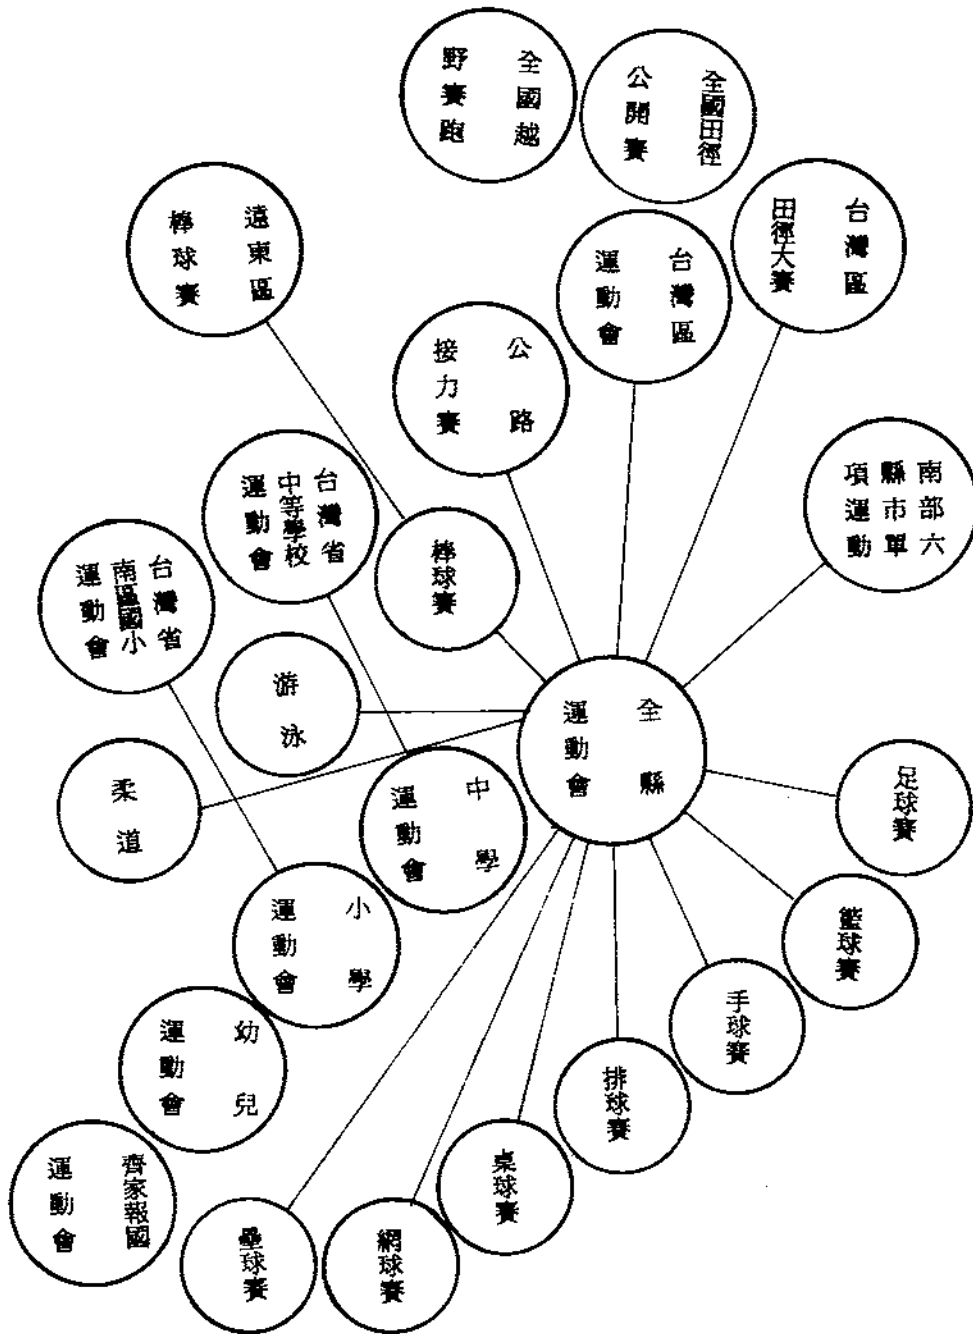 全國越野賽跑
全國田徑公開賽
台灣區田徑大賽
遠東區棒球賽
台灣區運動會
公路接力賽
南部六縣市單項運動
台灣省中等學校運動會
棒球賽
台灣省南區國小運動會
游泳
全縣運動會
柔道
中學運動會
足球賽
小學運動會
籃球賽
手球賽
幼兒運動會
排球賽
齊家報國運動會
桌球賽
壘球賽
網球賽